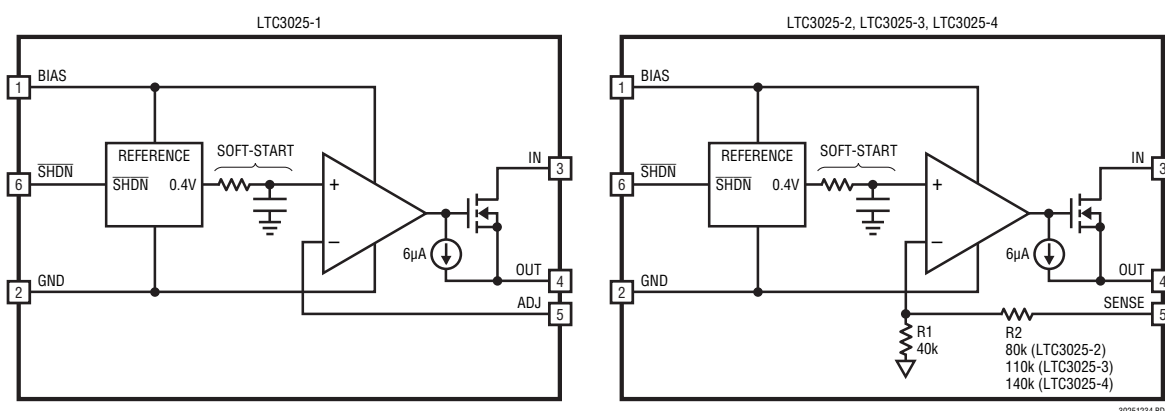 LTC3025-1
1
BIAS
6
SHDN
REFERENCE
SHDN 0.4V
SOFT-START
+
–
6µA
IN
3
2
GND
OUT
4
ADJ
5
LTC3025-2, LTC3025-3, LTC3025-4
1
BIAS
6
SHDN
REFERENCE
SHDN 0.4V
SOFT-START
+
–
6µA
IN
3
2
GND
OUT
4
SENSE
5
R1
40k
R2
80k (LTC3025-2)
110k (LTC3025-3)
140k (LTC3025-4)
30251234 BD